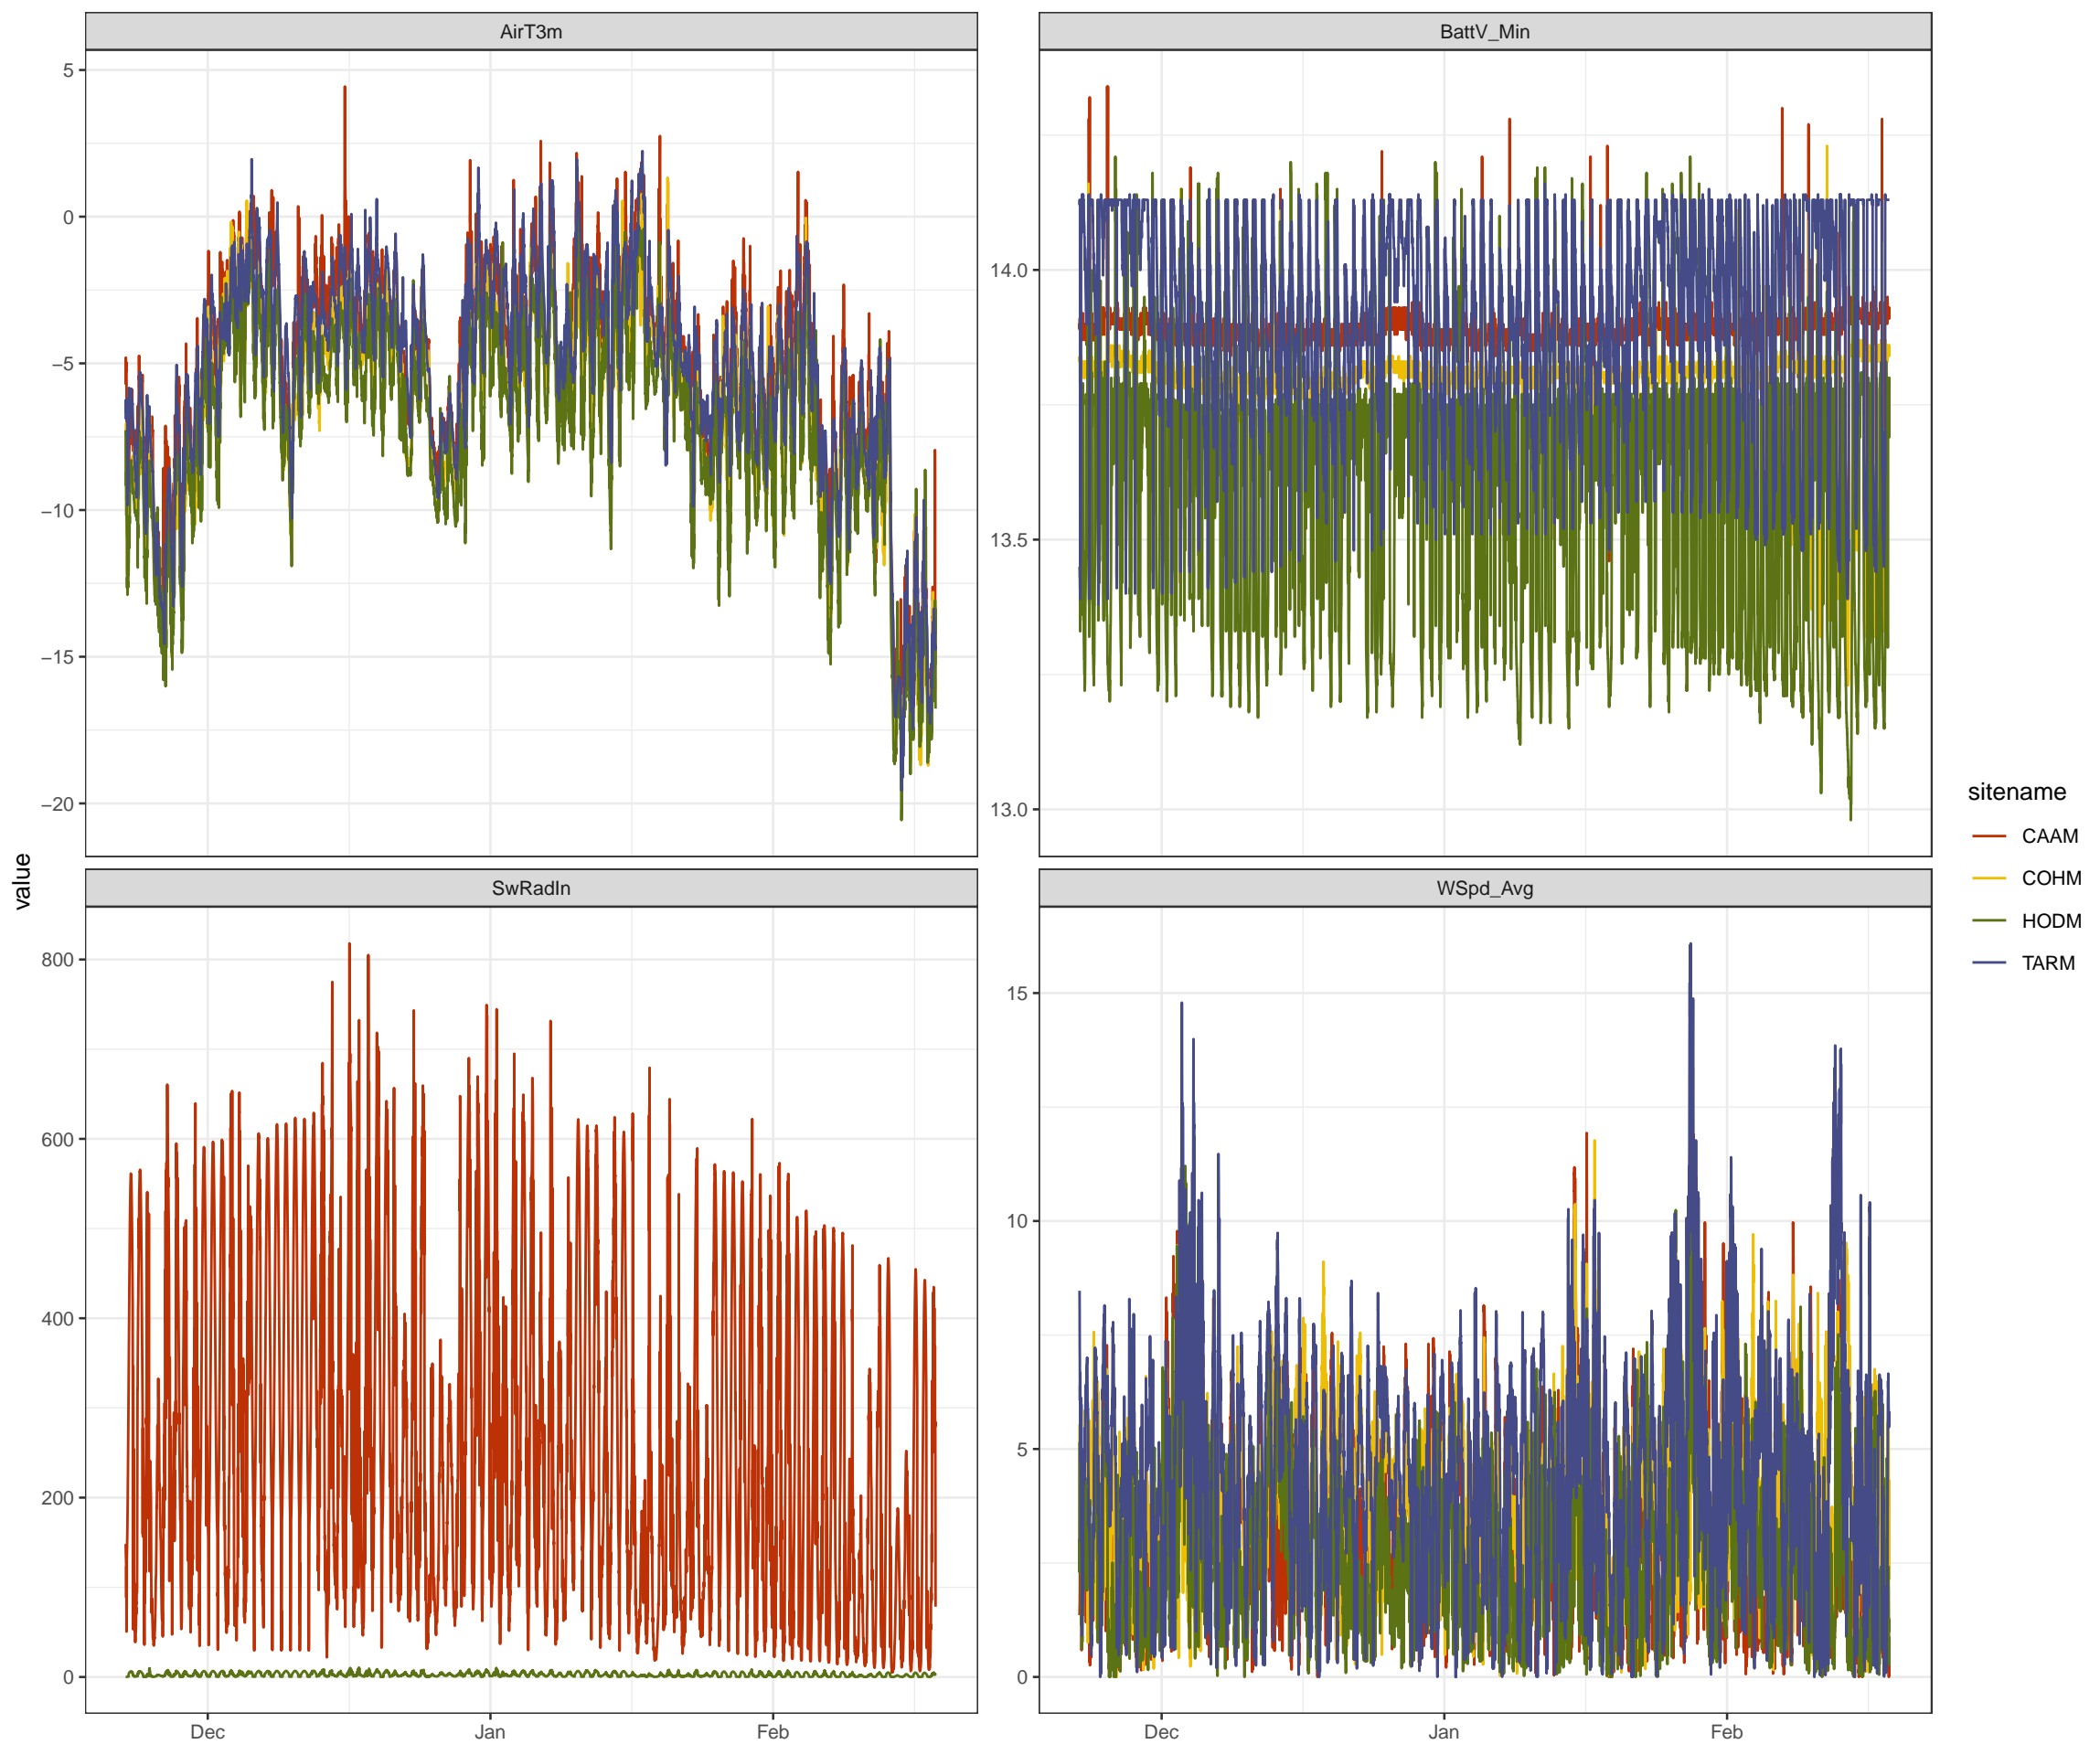 AirT3m
BattV_Min
5
0
−5
−10
−15
−20
14.0
13.5
13.0
value
SwRadIn
WSpd_Avg
800
600
400
200
0
15
10
5
0
Dec
Jan
Feb
Dec
Jan
Feb
sitename
CAAM
COHM
HODM
TARM